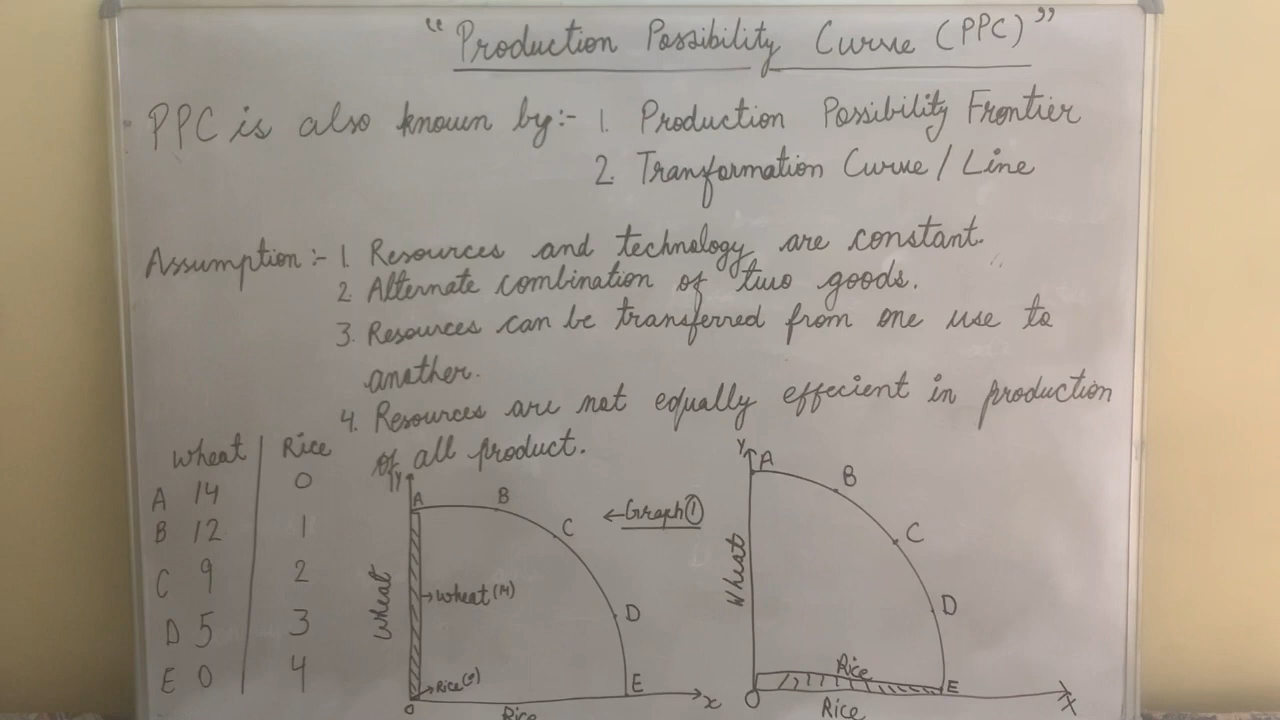 “Production Possibility Curve (PPC)”
PPC is also known by:- 1. Production Possibility Frontier
2. Transformation Curve / Line
Assumption :- 1. Resources and technology are constant.
2. Alternate combination of two goods.
3. Resources can be transferred from one use to
another.
4. Resources are not equally effecient in production
of all product.
Wheat Rice
A 14 0
B 12 1
C 9 2
D 5 3
E 0 4
Y
A
B
C
D
E
Wheat
→Wheat (14)
→Rice (0)
O
X
Rice
←Graph ①
Y
A
B
C
D
E
Wheat
Rice
O
X
Rice